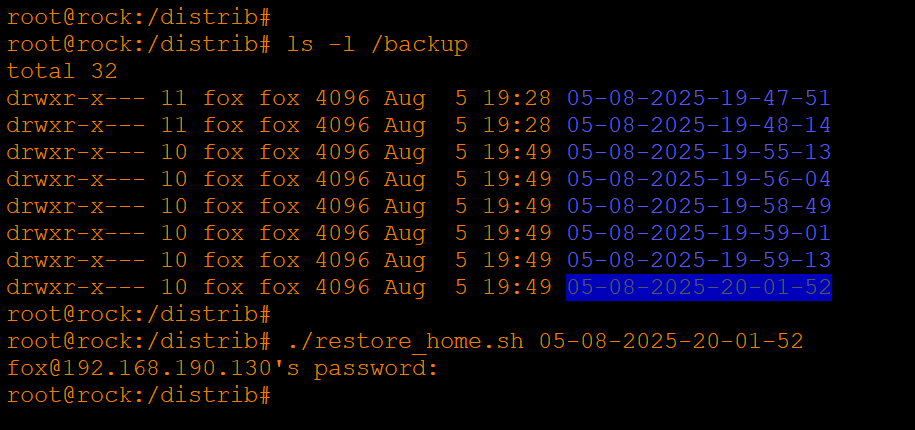 root@rock:/distrib#
root@rock:/distrib# ls -l /backup
total 32
drwxr-x--- 11 fox fox 4096 Aug  5 19:28 05-08-2025-19-47-51
drwxr-x--- 11 fox fox 4096 Aug  5 19:28 05-08-2025-19-48-14
drwxr-x--- 10 fox fox 4096 Aug  5 19:49 05-08-2025-19-55-13
drwxr-x--- 10 fox fox 4096 Aug  5 19:49 05-08-2025-19-56-04
drwxr-x--- 10 fox fox 4096 Aug  5 19:49 05-08-2025-19-58-49
drwxr-x--- 10 fox fox 4096 Aug  5 19:49 05-08-2025-19-59-01
drwxr-x--- 10 fox fox 4096 Aug  5 19:49 05-08-2025-19-59-13
drwxr-x--- 10 fox fox 4096 Aug  5 19:49 05-08-2025-20-01-52
root@rock:/distrib#
root@rock:/distrib# ./restore_home.sh 05-08-2025-20-01-52
fox@192.168.190.130's password:
root@rock:/distrib#